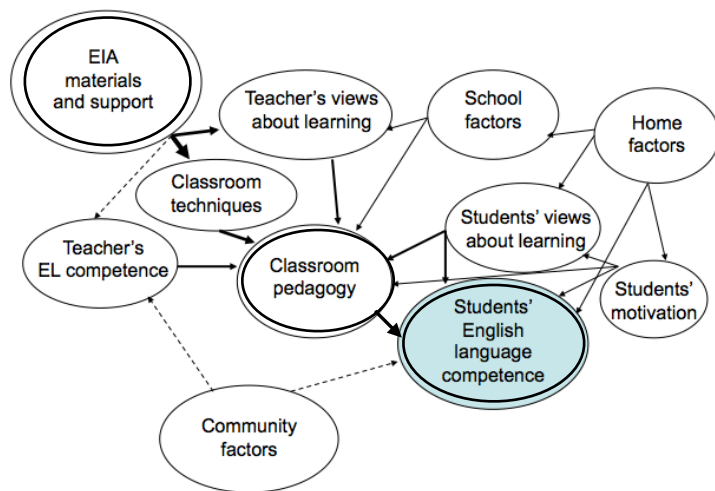 EIA
materials
and support
Teacher's views
about learning
School
factors
Home
factors
Classroom
techniques
Students' views
about learning
Teacher's
EL competence
Classroom
pedagogy
Students'
motivation
Students'
English
language
competence
Community
factors